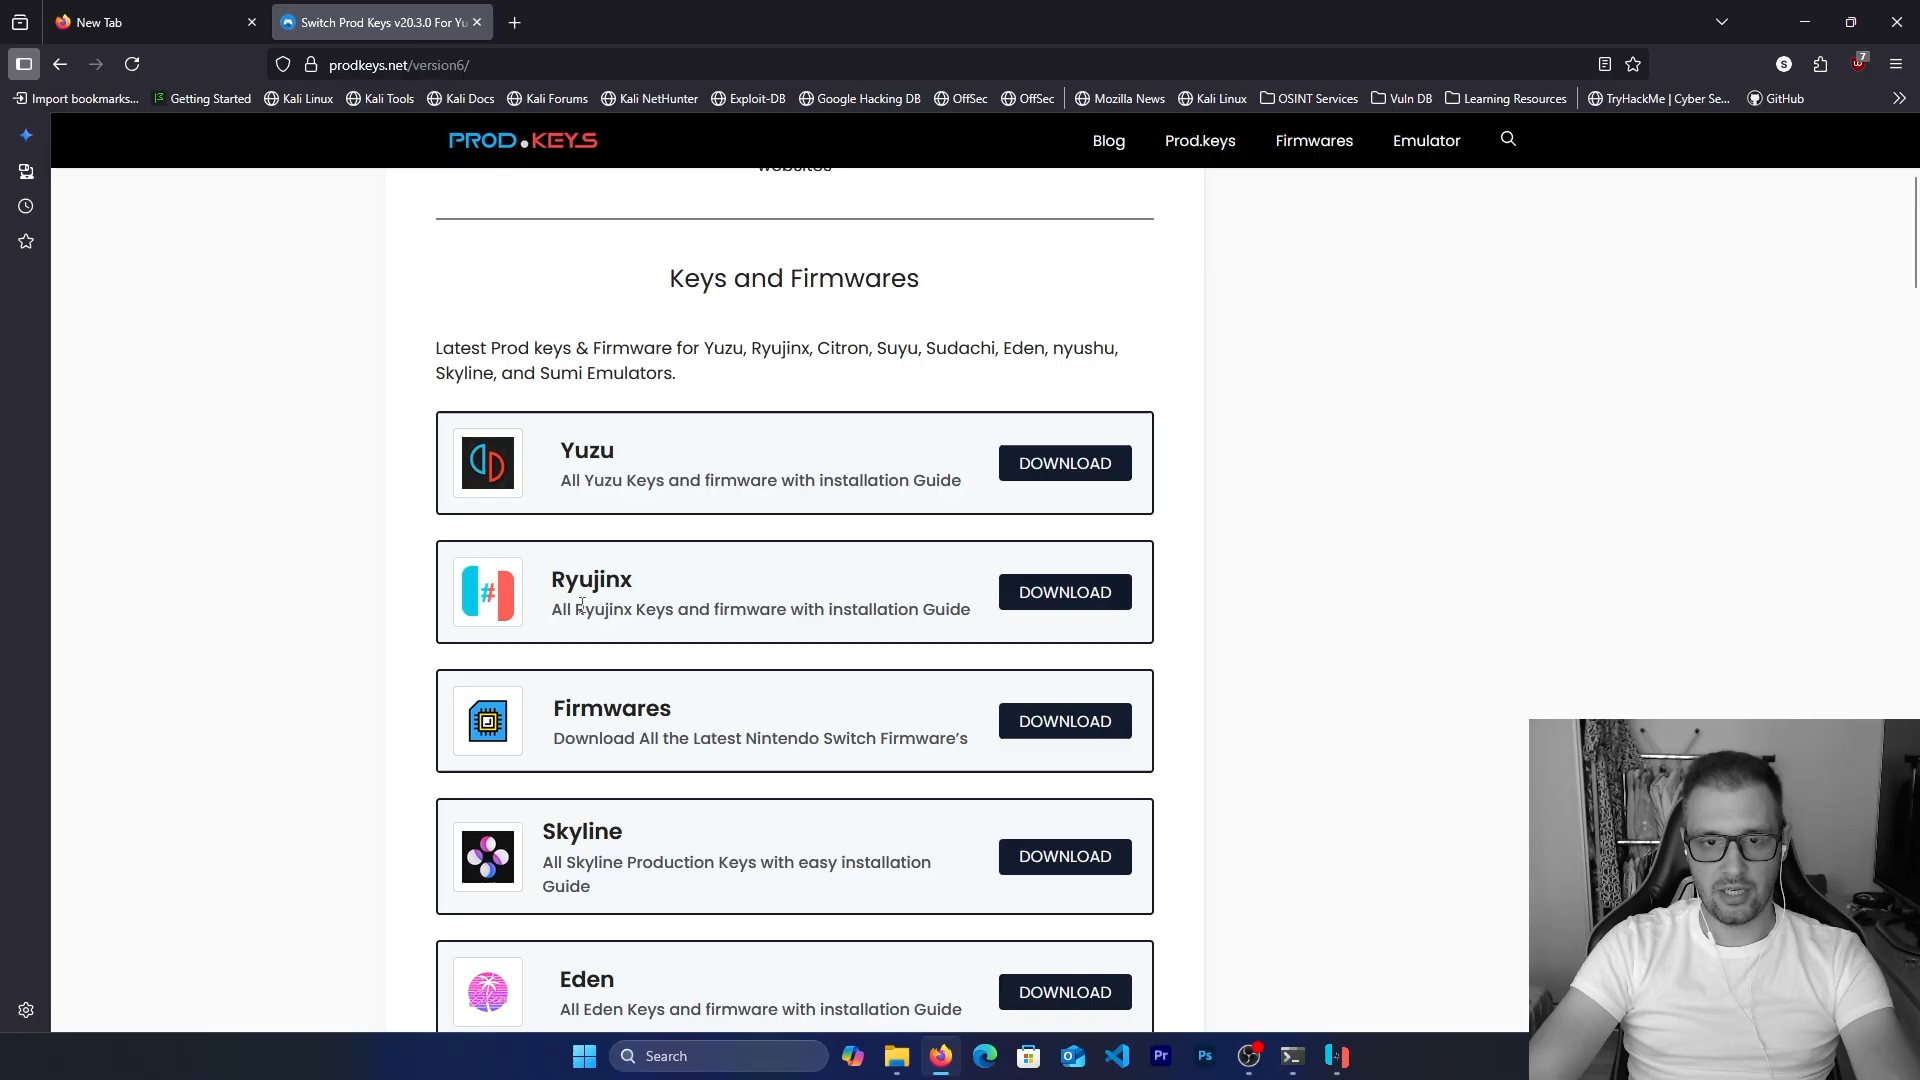 New Tab
Switch Prod Keys v20.3.0 For Yu
prodkeys.net/version6/
S
7
Import bookmarks...
Getting Started
Kali Linux
Kali Tools
Kali Docs
Kali Forums
Kali NetHunter
Exploit-DB
Google Hacking DB
OffSec
OffSec
Mozilla News
Kali Linux
OSINT Services
Vuln DB
Learning Resources
TryHackMe | Cyber Se...
GitHub
PROD.KEYS
Blog
Prod.keys
Firmwares
Emulator
websites
Keys and Firmwares
Latest Prod keys & Firmware for Yuzu, Ryujinx, Citron, Suyu, Sudachi, Eden, nyushu,
Skyline, and Sumi Emulators.
Yuzu
All Yuzu Keys and firmware with installation Guide
DOWNLOAD
Ryujinx
All Ryujinx Keys and firmware with installation Guide
DOWNLOAD
Firmwares
Download All the Latest Nintendo Switch Firmware’s
DOWNLOAD
Skyline
All Skyline Production Keys with easy installation
Guide
DOWNLOAD
Eden
All Eden Keys and firmware with installation Guide
DOWNLOAD
Search
Pr
Ps